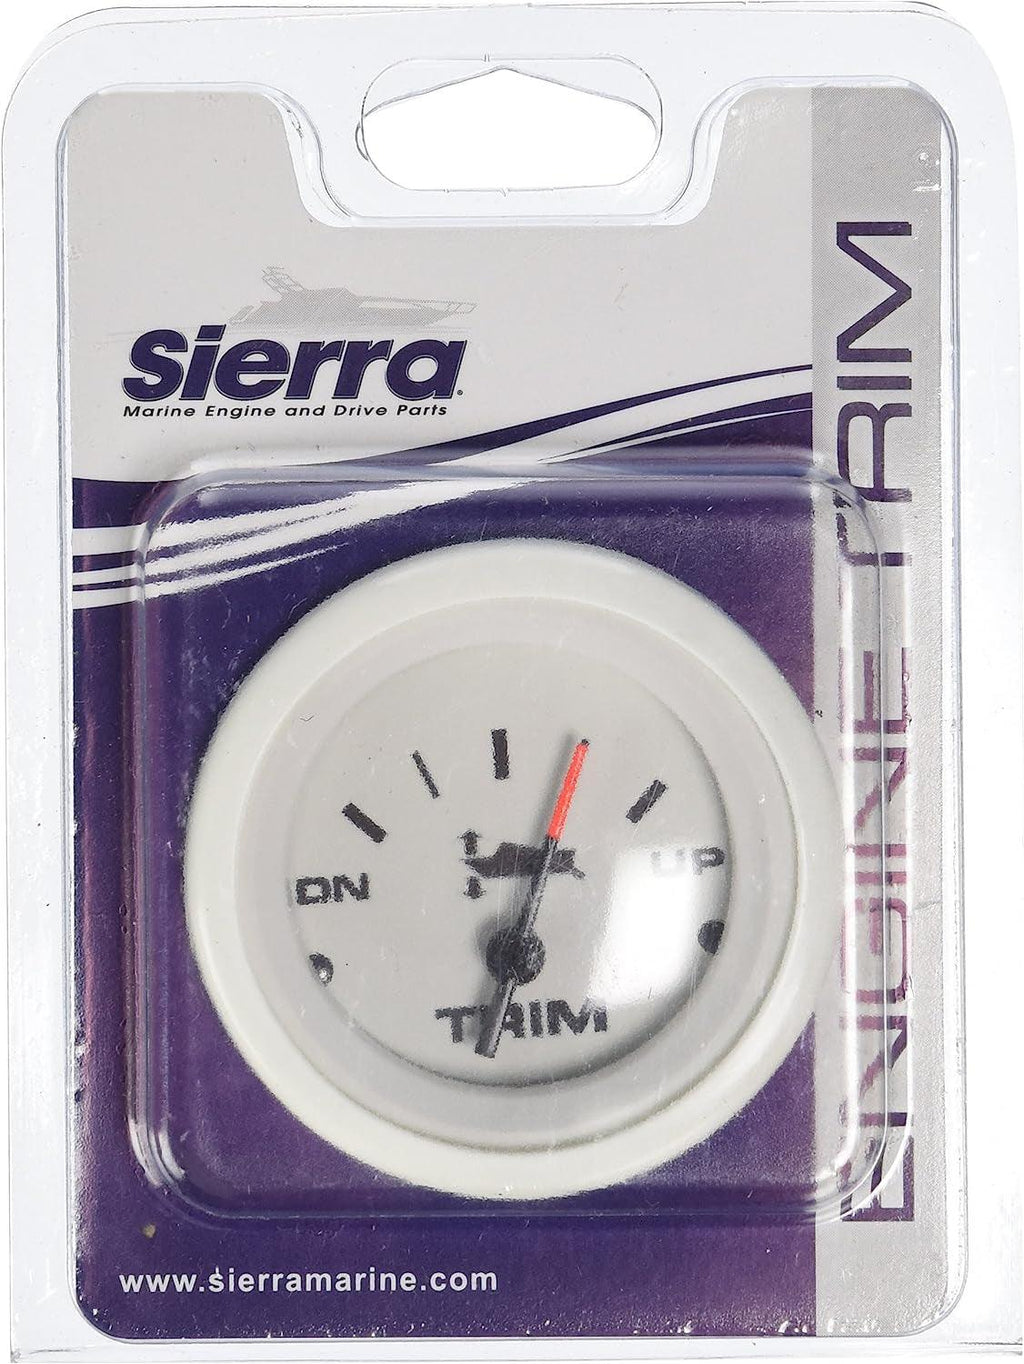 Sierra
Marine Engine and Drive Parts
ENGINE TRIM
DN
UP
TRIM
www.sierramarine.com